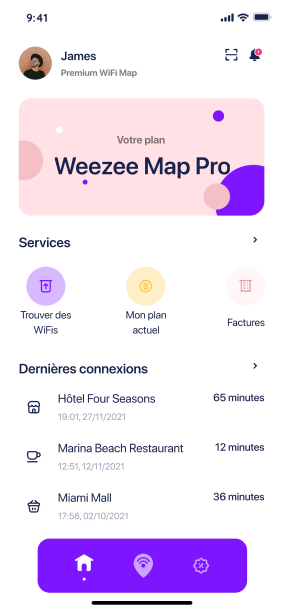 9:41
James
Premium WiFi Map
1
Votre plan
Weezee Map Pro
Services
Trouver des
WiFis
Mon plan
actuel
Factures
Dernières connexions
Hôtel Four Seasons
65 minutes
19:01, 27/11/2021
Marina Beach Restaurant
12 minutes
12:51, 12/11/2021
Miami Mall
36 minutes
17:58, 02/10/2021